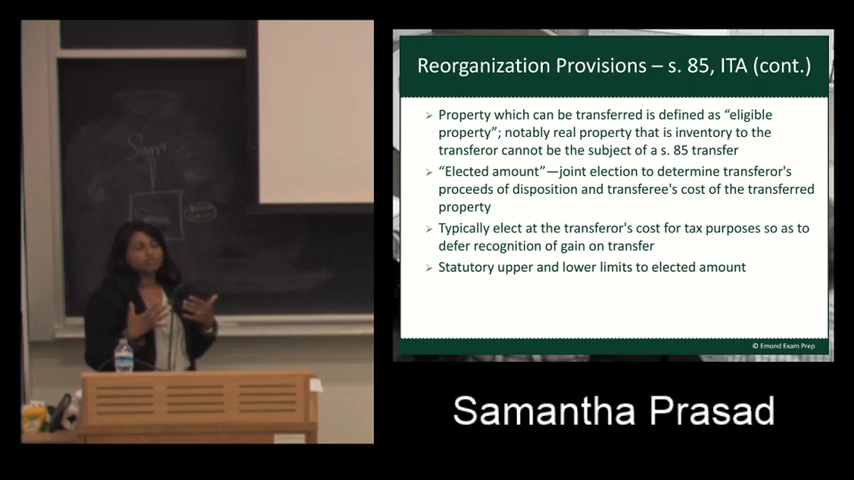 Sam
Reorganization Provisions – s. 85, ITA (cont.)
Property which can be transferred is defined as “eligible
property”; notably real property that is inventory to the
transferor cannot be the subject of a s. 85 transfer
“Elected amount”—joint election to determine transferor's
proceeds of disposition and transferee's cost of the transferred
property
Typically elect at the transferor's cost for tax purposes so as to
defer recognition of gain on transfer
Statutory upper and lower limits to elected amount
© Emond Exam Prep
Samantha Prasad